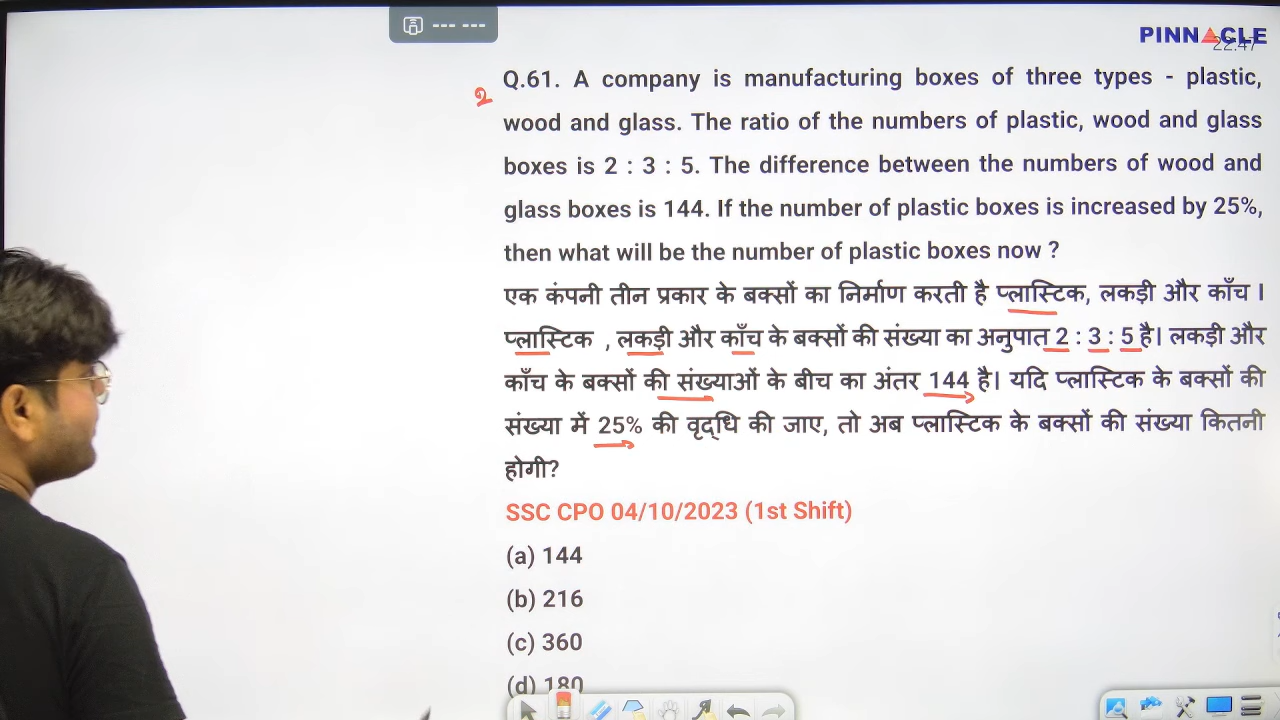 --- ---
PINNACLE
22:47
2
Q.61. A company is manufacturing boxes of three types - plastic,
wood and glass. The ratio of the numbers of plastic, wood and glass
boxes is 2 : 3 : 5. The difference between the numbers of wood and
glass boxes is 144. If the number of plastic boxes is increased by 25%,
then what will be the number of plastic boxes now ?
एक कंपनी तीन प्रकार के बक्सों का निर्माण करती है प्लास्टिक, लकड़ी और काँच ।
प्लास्टिक , लकड़ी और काँच के बक्सों की संख्या का अनुपात 2 : 3 : 5 है। लकड़ी और
काँच के बक्सों की संख्याओं के बीच का अंतर 144 है। यदि प्लास्टिक के बक्सों की
संख्या में 25% की वृद्धि की जाए, तो अब प्लास्टिक के बक्सों की संख्या कितनी
होगी?
SSC CPO 04/10/2023 (1st Shift)
(a) 144
(b) 216
(c) 360
(d) 180